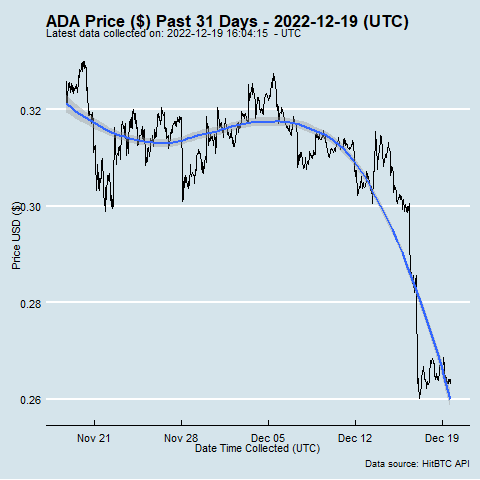 ADA Price ($) Past 31 Days - 2022-12-19 (UTC)
Latest data collected on: 2022-12-19 16:04:15  - UTC
Price USD ($)
0.32
0.30
0.28
0.26
Nov 21
Nov 28
Dec 05
Dec 12
Dec 19
Date Time Collected (UTC)
Data source: HitBTC API